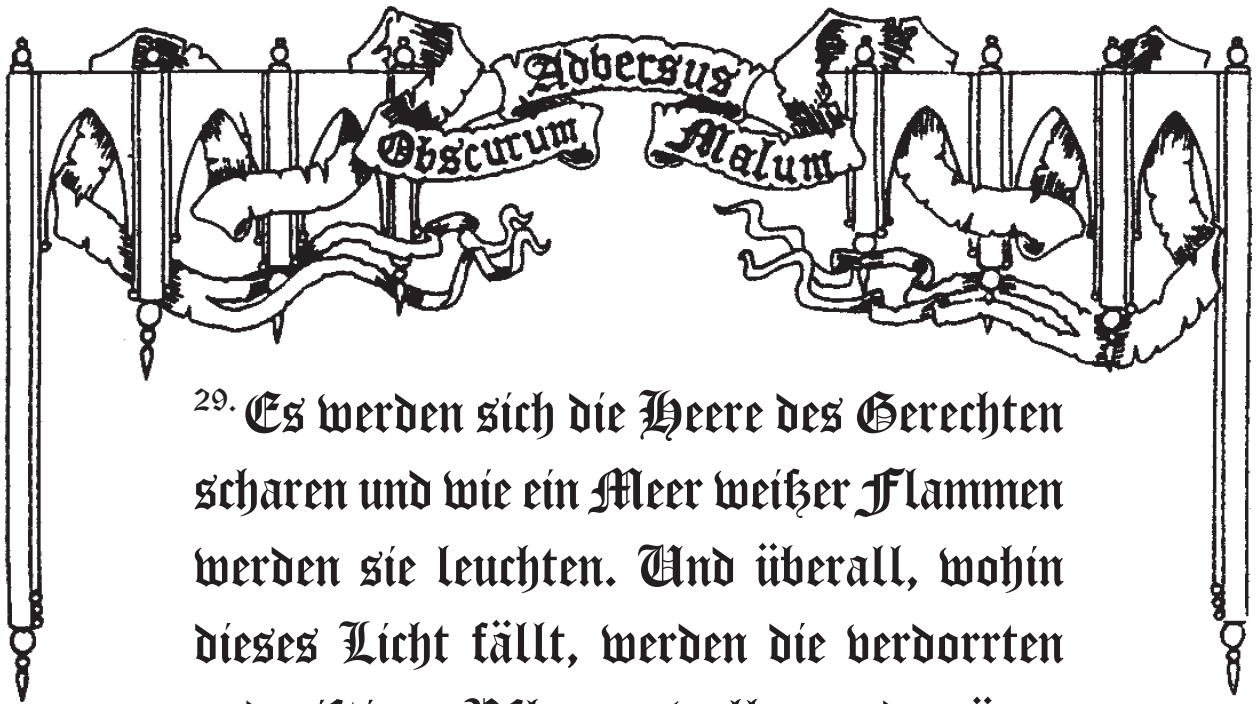 Adversus
Obscurum Malum
29. Es werden sich die Heere des Gerechten
scharen und wie ein Meer weißer Flammen
werden sie leuchten. Und überall, wohin
dieses Licht fällt, werden die verdorrten